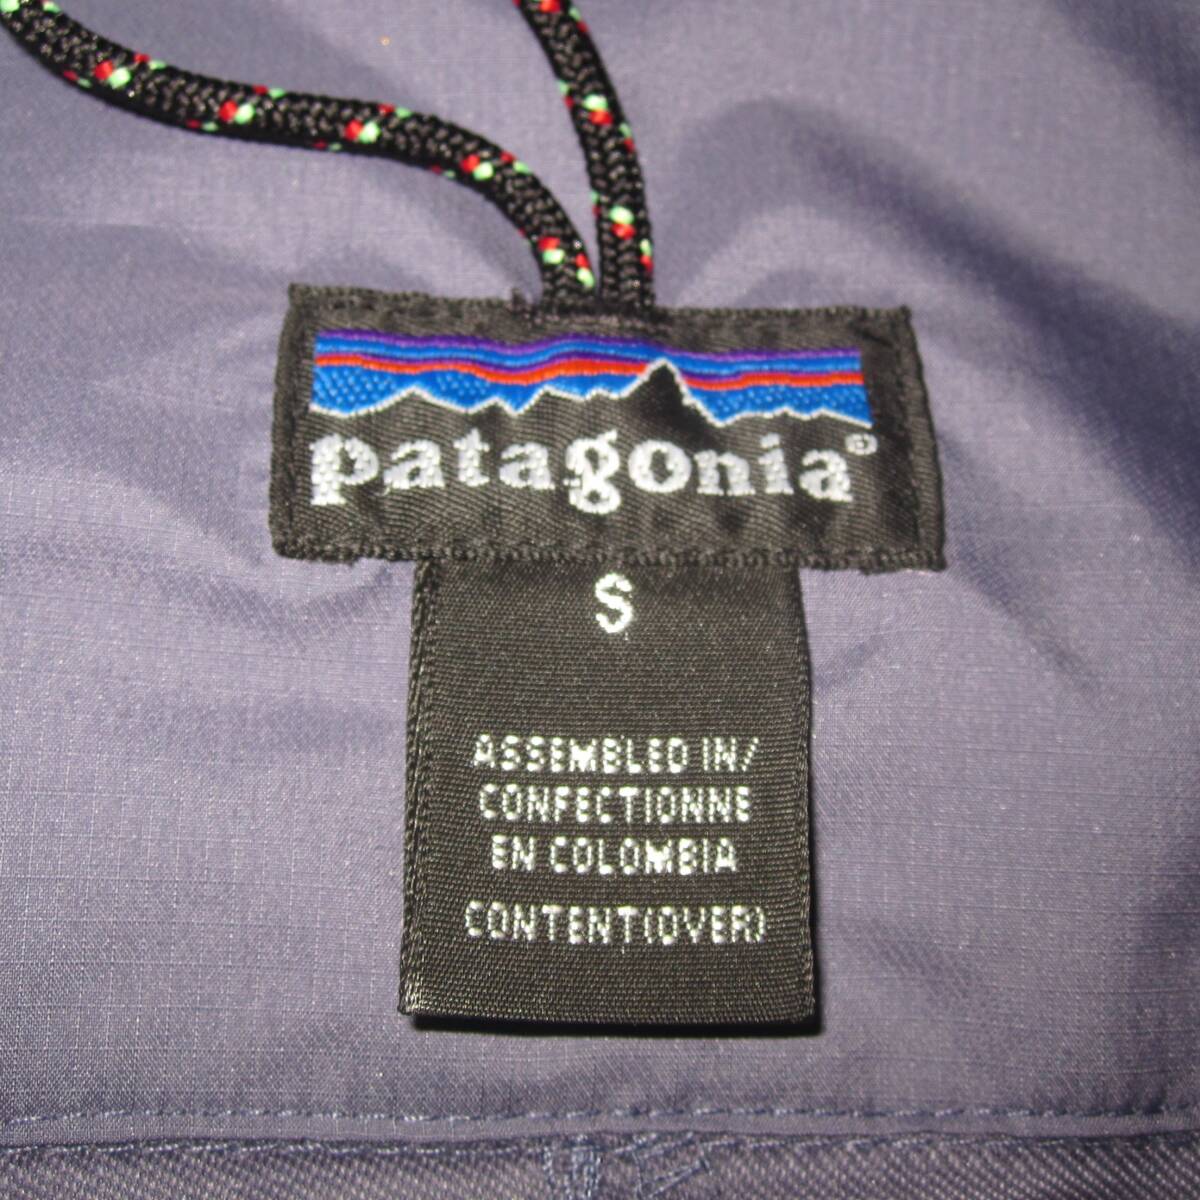 patagonia®
S
ASSEMBLED IN/
CONFECTIONNE
EN COLOMBIA
CONTENT(OVER)